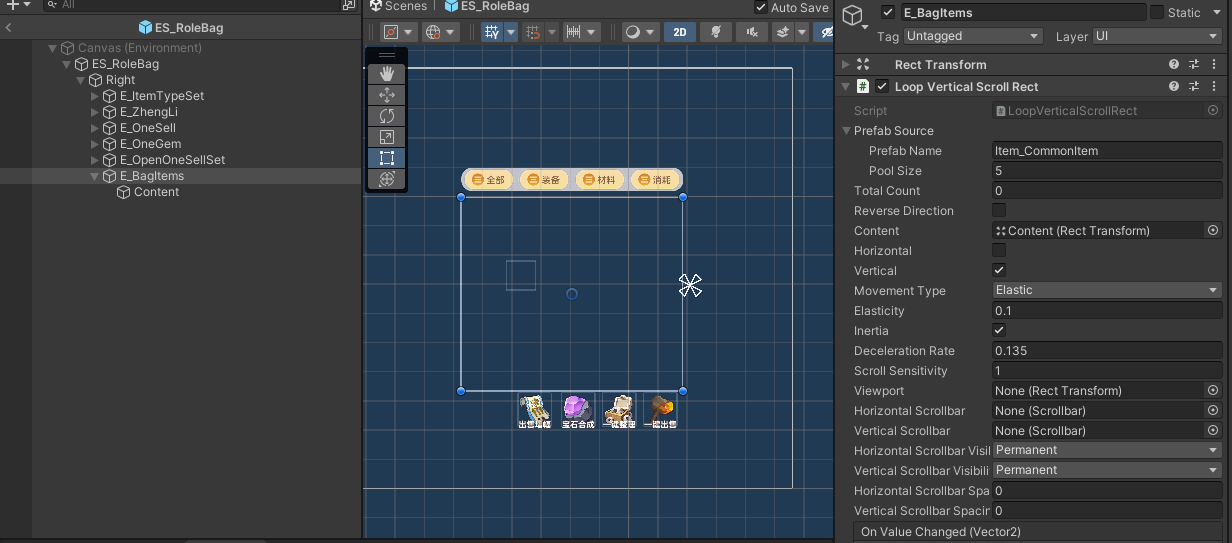 All
ES_RoleBag
Canvas (Environment)
ES_RoleBag
Right
E_ItemTypeSet
E_ZhengLi
E_OneSell
E_OneGem
E_OpenOneSellSet
E_BagItems
Content
Scenes
ES_RoleBag
Auto Save
2D
全部
装备
材料
消耗
宝石合成
一键整理
一键出售
E_BagItems
Static
Tag
Untagged
Layer
UI
Rect Transform
Loop Vertical Scroll Rect
Script
LoopVerticalScrollRect
Prefab Source
Prefab Name
Item_CommonItem
Pool Size
5
Total Count
0
Reverse Direction
Content
Content (Rect Transform)
Horizontal
Vertical
Movement Type
Elastic
Elasticity
0.1
Inertia
Deceleration Rate
0.135
Scroll Sensitivity
1
Viewport
None (Rect Transform)
Horizontal Scrollbar
None (Scrollbar)
Vertical Scrollbar
None (Scrollbar)
Horizontal Scrollbar Visil
Permanent
Vertical Scrollbar Visibili
Permanent
Horizontal Scrollbar Spa
0
Vertical Scrollbar Spacir
0
On Value Changed (Vector2)